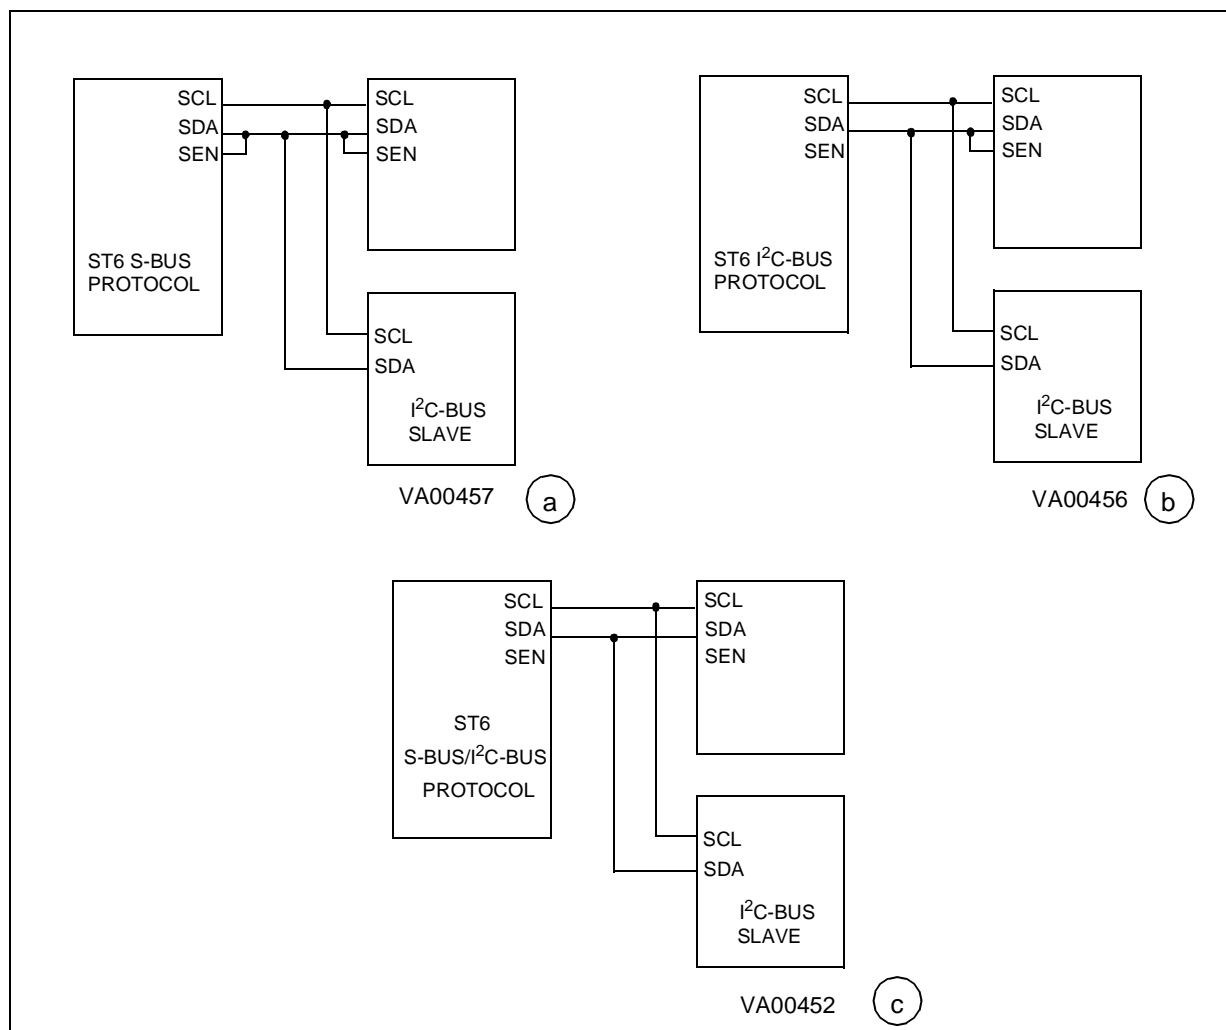 SCL
SDA
SEN
ST6 S-BUS
PROTOCOL
SCL
SDA
SEN
SCL
SDA
I²C-BUS
SLAVE
VA00457
a
SCL
SDA
SEN
ST6 I²C-BUS
PROTOCOL
SCL
SDA
SEN
SCL
SDA
I²C-BUS
SLAVE
VA00456
b
SCL
SDA
SEN
ST6
S-BUS/I²C-BUS
PROTOCOL
SCL
SDA
SEN
SCL
SDA
I²C-BUS
SLAVE
VA00452
c